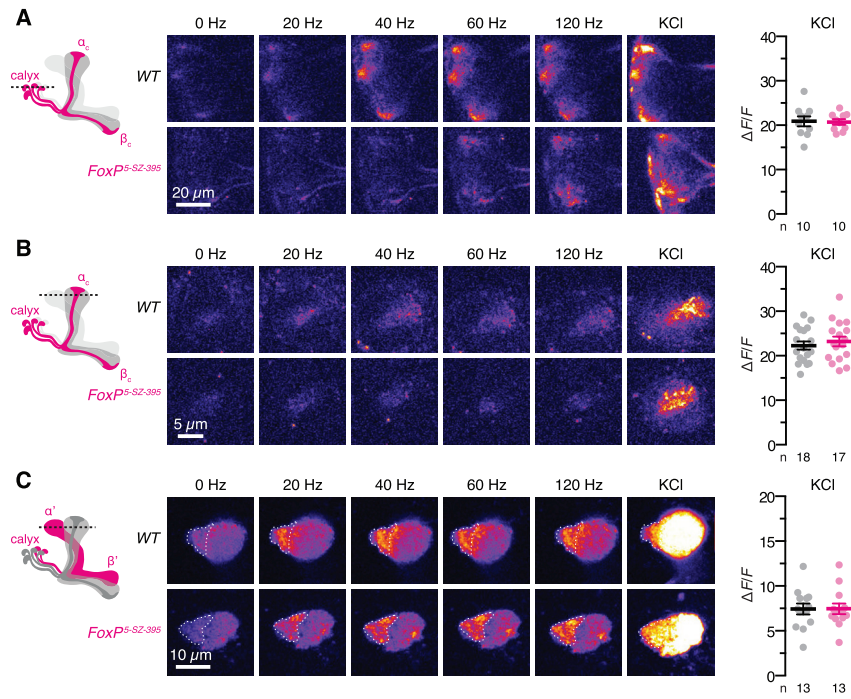 A
0 Hz 20 Hz 40 Hz 60 Hz 120 Hz KCl KCl
αc
calyx
βc
WT
FoxP5-SZ-395
20 µm
ΔF/F
40
30
20
10
0
n 10 10
B
0 Hz 20 Hz 40 Hz 60 Hz 120 Hz KCl KCl
αc
calyx
βc
WT
FoxP5-SZ-395
5 µm
ΔF/F
40
30
20
10
0
n 18 17
C
0 Hz 20 Hz 40 Hz 60 Hz 120 Hz KCl KCl
α'
calyx
β'
WT
FoxP5-SZ-395
10 µm
ΔF/F
20
15
10
5
0
n 13 13